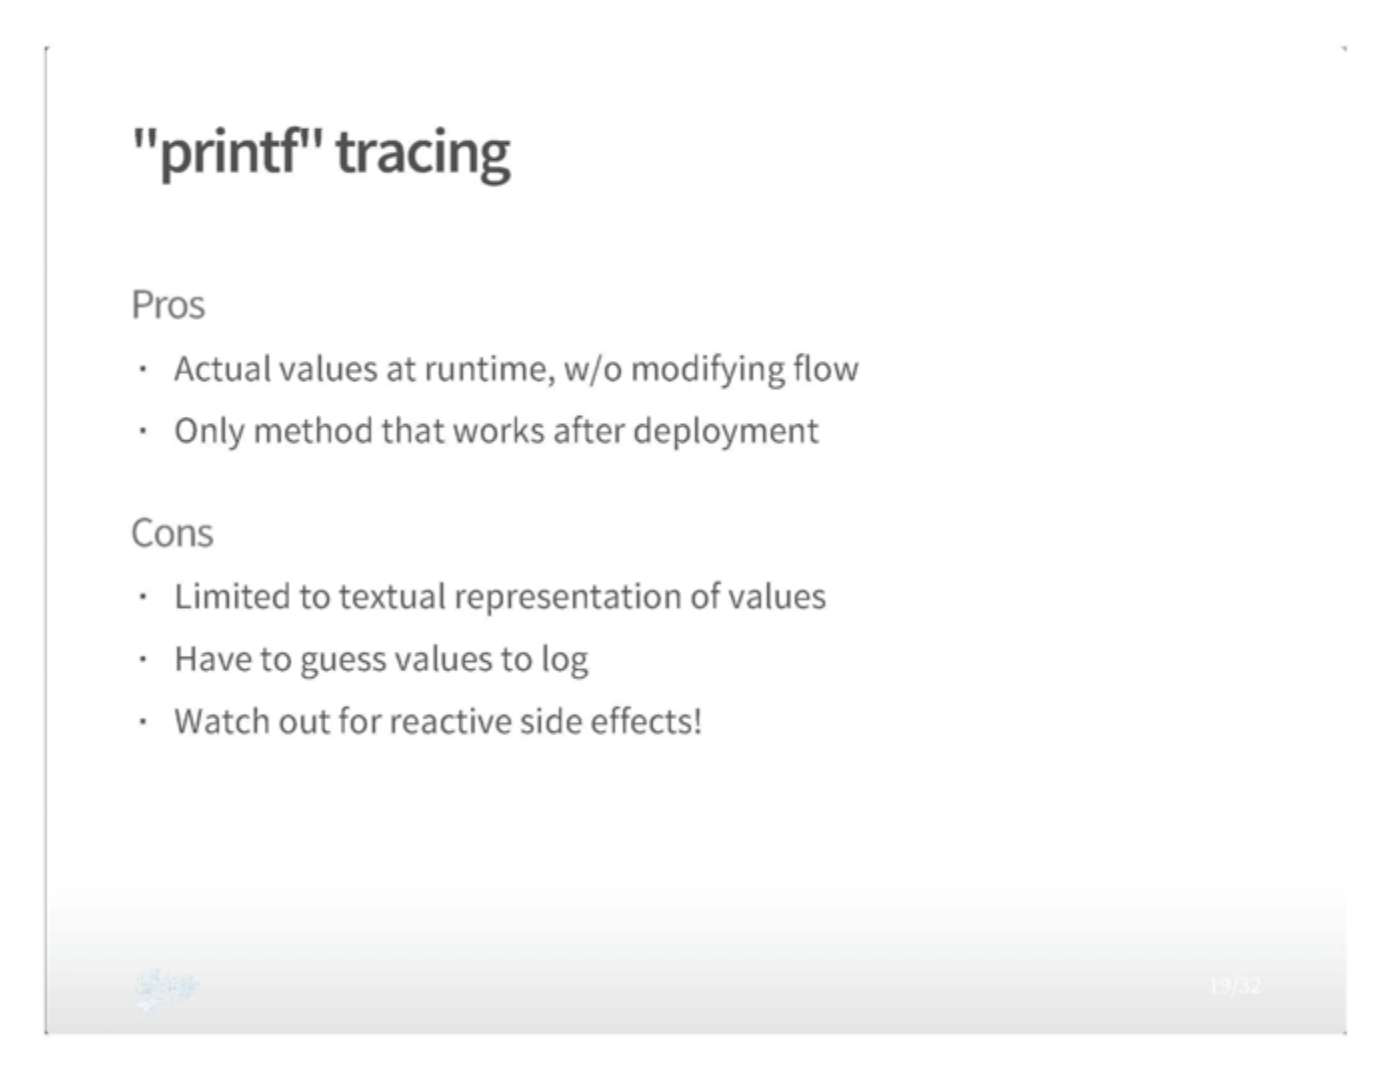 "printf" tracing
Pros
· Actual values at runtime, w/o modifying flow
· Only method that works after deployment
Cons
· Limited to textual representation of values
· Have to guess values to log
· Watch out for reactive side effects!
19/32